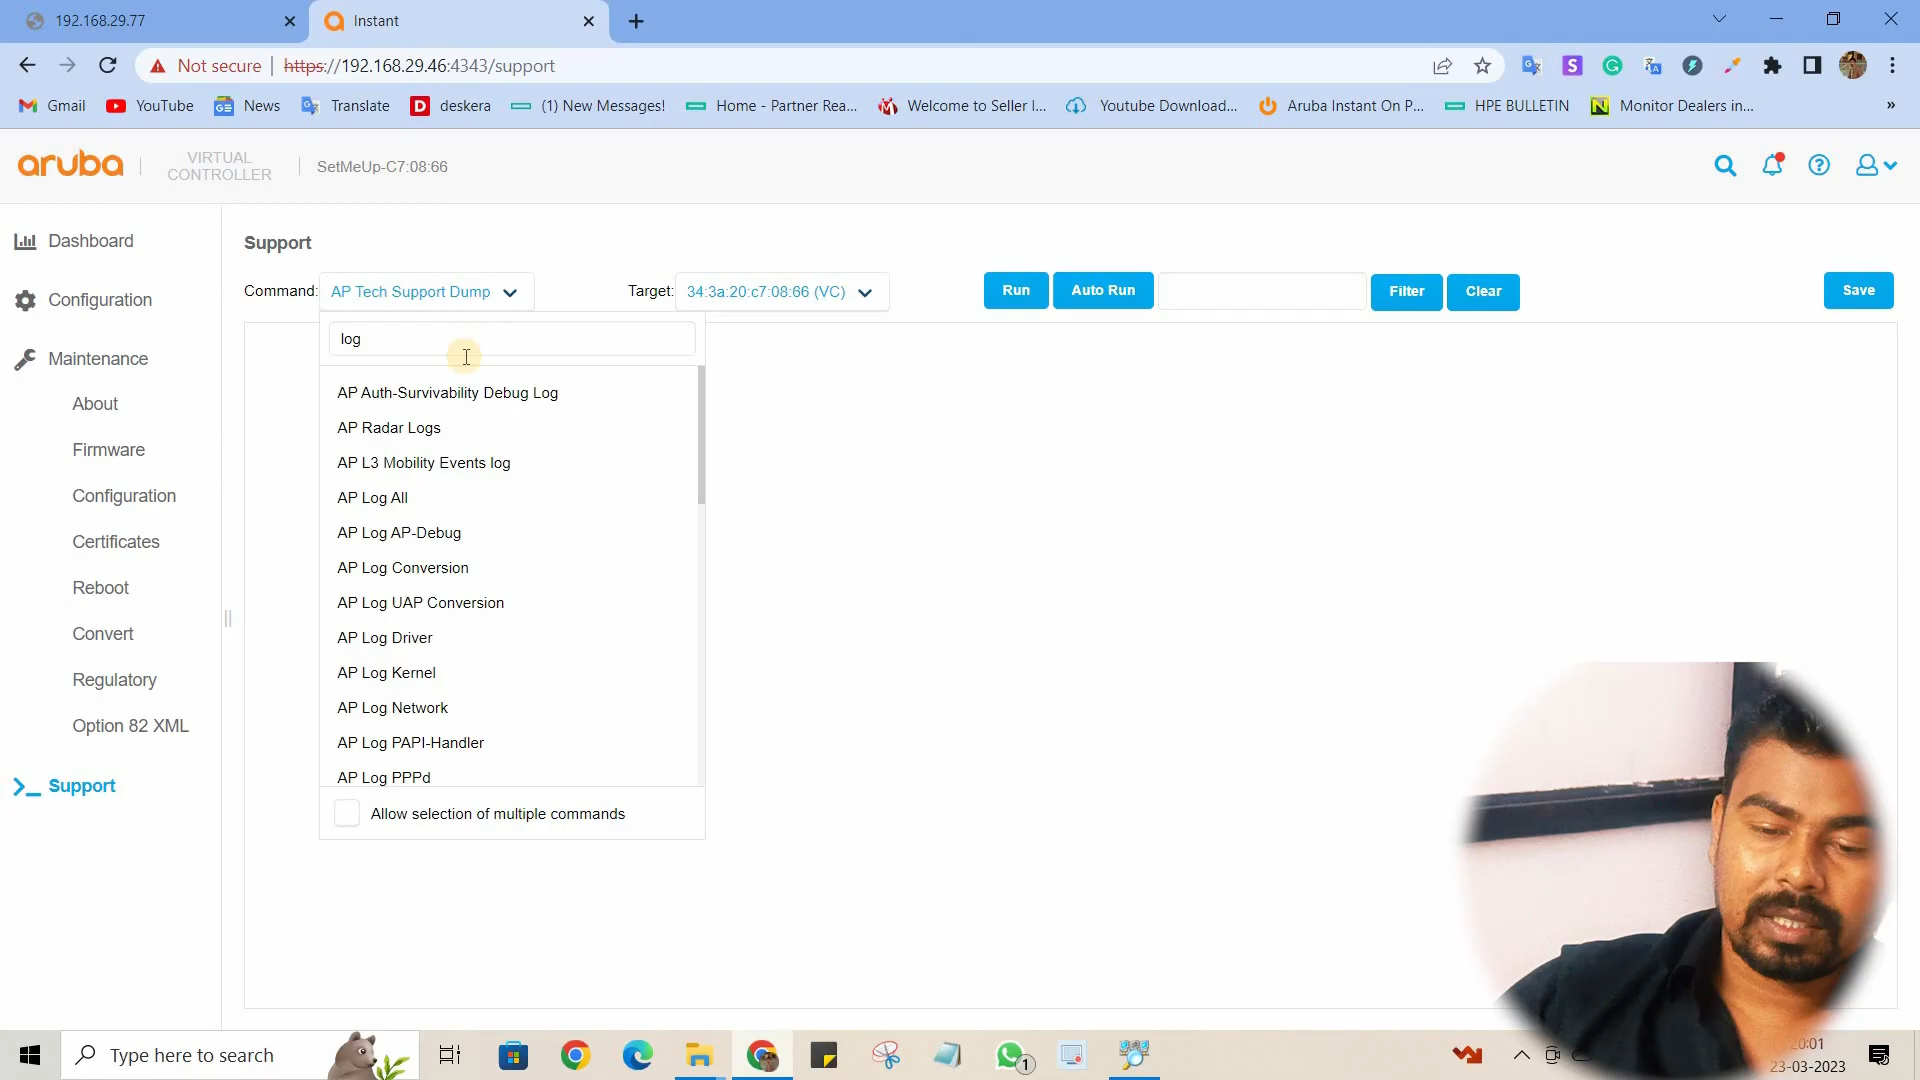 192.168.29.77
Instant
Not secure
https://192.168.29.46:4343/support
Gmail
YouTube
News
Translate
deskera
(1) New Messages!
Home - Partner Rea...
Welcome to Seller I...
Youtube Download...
Aruba Instant On P...
HPE BULLETIN
Monitor Dealers in...
»
aruba
VIRTUAL
CONTROLLER
SetMeUp-C7:08:66
Dashboard
Configuration
Maintenance
About
Firmware
Configuration
Certificates
Reboot
Convert
Regulatory
Option 82 XML
Support
Support
Command:
AP Tech Support Dump
Target:
34:3a:20:c7:08:66 (VC)
Run
Auto Run
Filter
Clear
Save
log
AP Auth-Survivability Debug Log
AP Radar Logs
AP L3 Mobility Events log
AP Log All
AP Log AP-Debug
AP Log Conversion
AP Log UAP Conversion
AP Log Driver
AP Log Kernel
AP Log Network
AP Log PAPI-Handler
AP Log PPPd
Allow selection of multiple commands
Type here to search
1
20:01
23-03-2023